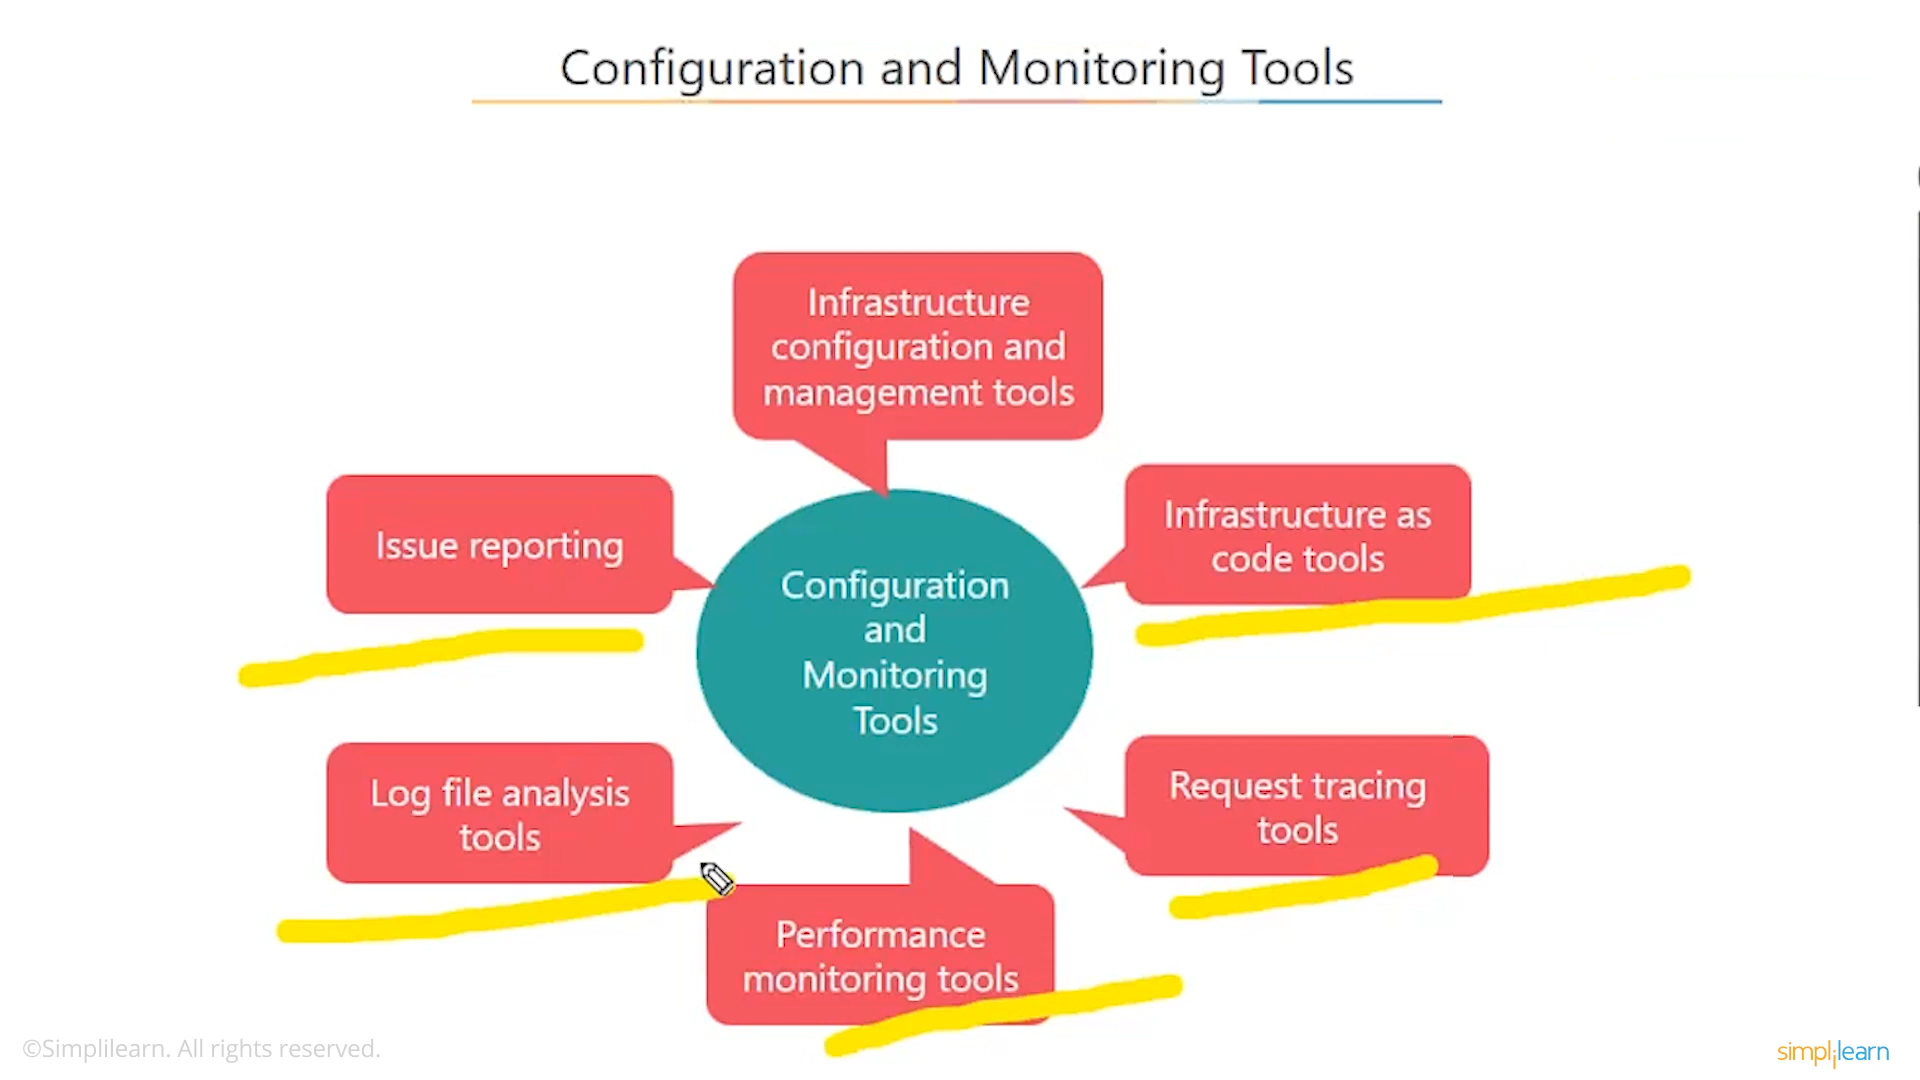 Configuration and Monitoring Tools
Infrastructure
configuration and
management tools
Issue reporting
Infrastructure as
code tools
Configuration
and
Monitoring
Tools
Log file analysis
tools
Request tracing
tools
Performance
monitoring tools
©Simplilearn. All rights reserved.
simplilearn